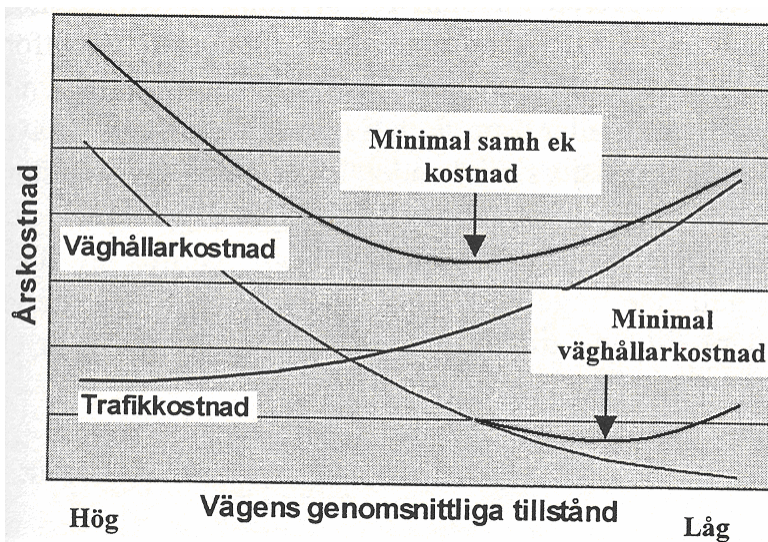 Minimal samh ek
kostnad
Väghållarkostnad
Minimal
väghållarkostnad
Trafikkostnad
Årskostnad
Vägens genomsnittliga tillstånd
Hög
Låg